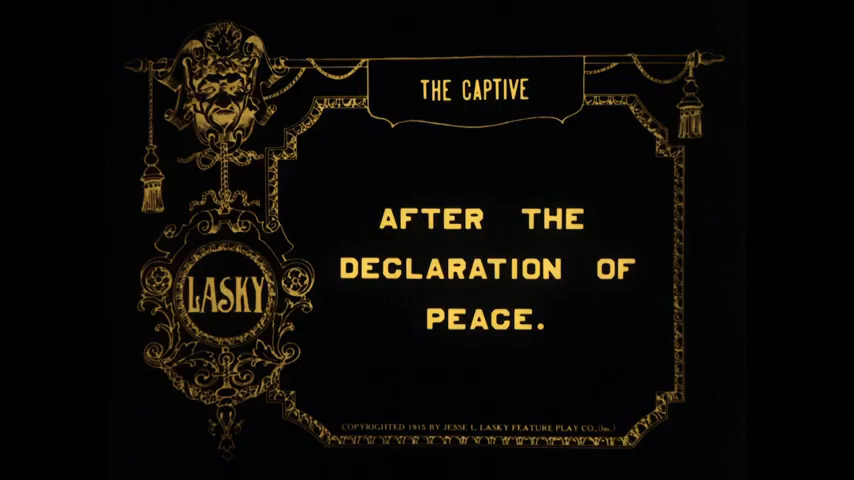 THE CAPTIVE
AFTER THE
DECLARATION OF
PEACE.
LASKY
COPYRIGHTED 1915 BY JESSE L. LASKY FEATURE PLAY CO., (Inc.)